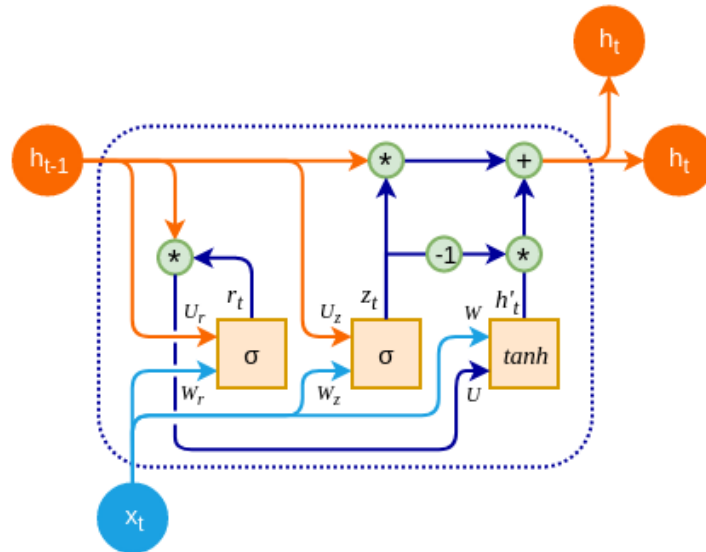 h_t
h_{t-1}
*
+
h_t
*
-1
*
r_t
z_t
h'_t
U_r
U_z
W
σ
σ
tanh
W_r
W_z
U
x_t